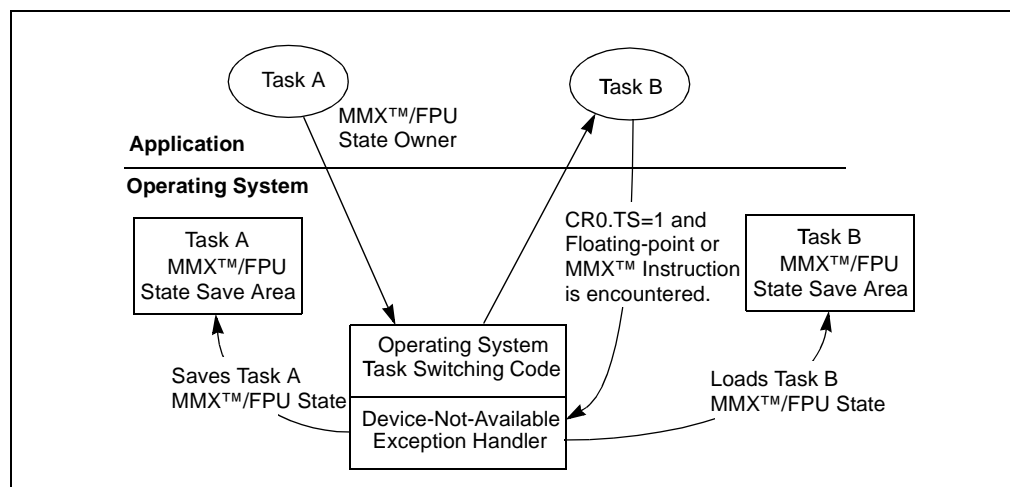 Task A
Task B
MMX™/FPU
State Owner
Application
Operating System
Task A
MMX™/FPU
State Save Area
CR0.TS=1 and
Floating-point or
MMX™ Instruction
is encountered.
Task B
MMX™/FPU
State Save Area
Operating System
Task Switching Code
Saves Task A
MMX™/FPU State
Device-Not-Available
Exception Handler
Loads Task B
MMX™/FPU State